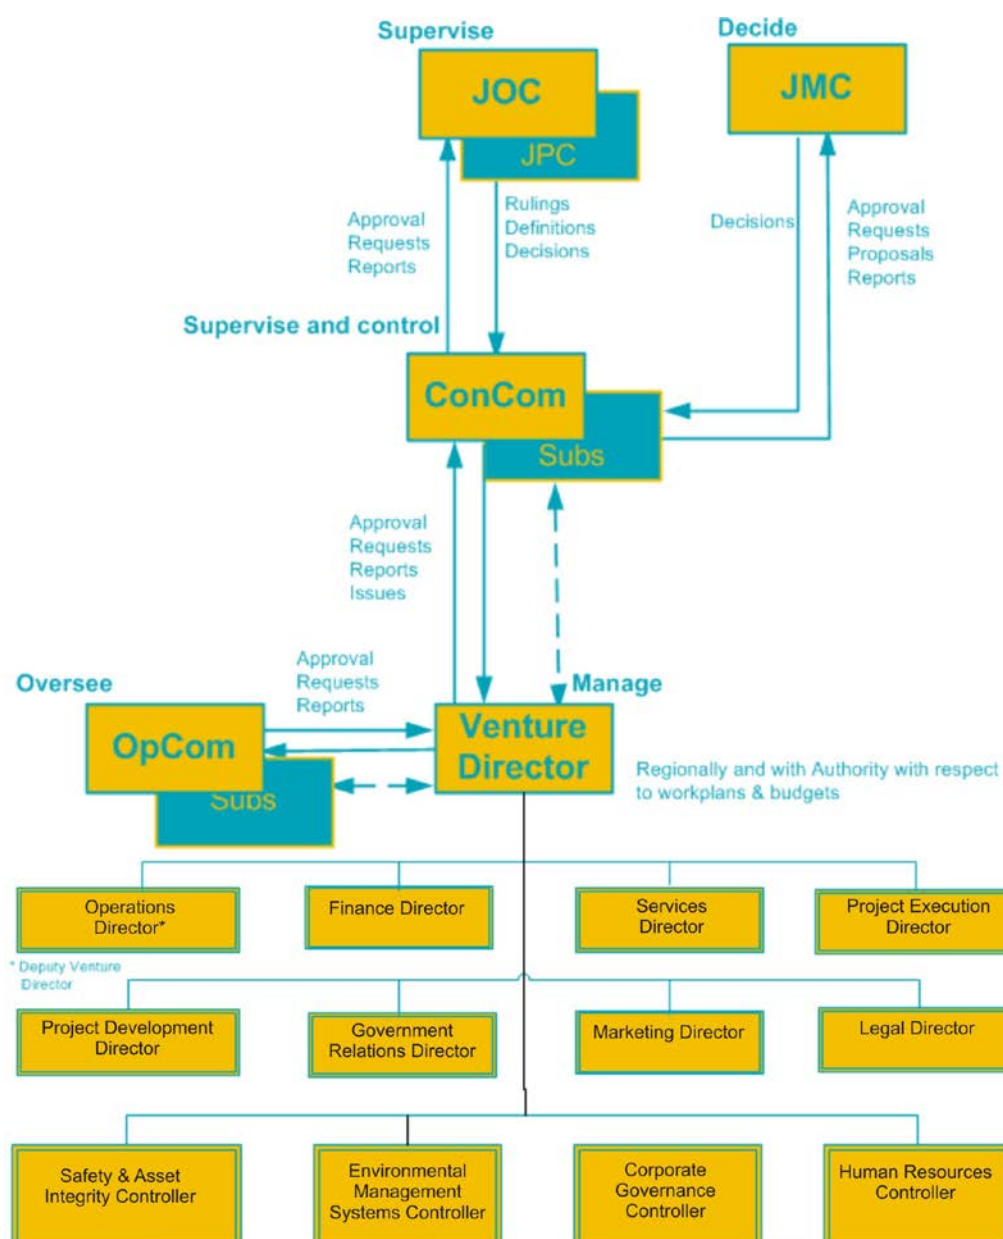 Supervise
Decide
JOC
JMC
JPC
Approval
Requests
Reports
Rulings
Definitions
Decisions
Decisions
Approval
Requests
Proposals
Reports
Supervise and control
ConCom
Subs
Approval
Requests
Reports
Issues
Oversee
Approval
Requests
Reports
Manage
OpCom
Subs
Venture
Director
Regionally and with Authority with respect
to workplans & budgets
Operations
Director*
Finance Director
Services
Director
Project Execution
Director
* Deputy Venture
Director
Project Development
Director
Government
Relations Director
Marketing Director
Legal Director
Safety & Asset
Integrity Controller
Environmental
Management
Systems Controller
Corporate
Governance
Controller
Human Resources
Controller